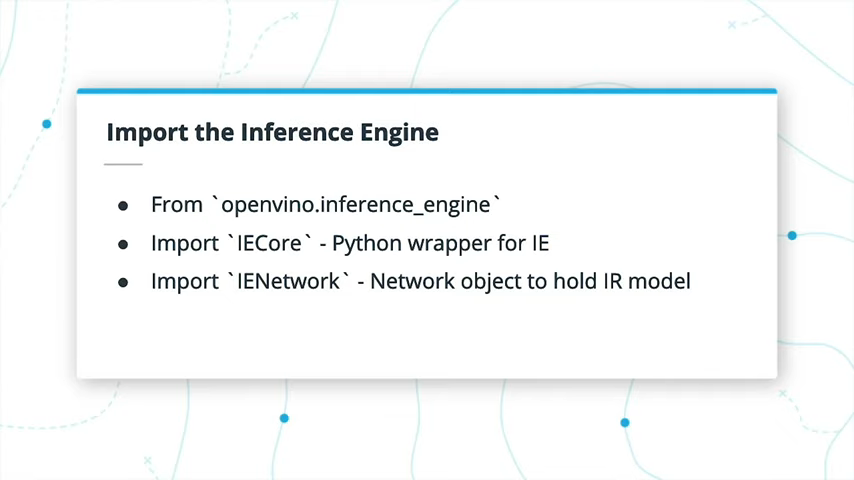 Import the Inference Engine
● From `openvino.inference_engine`
● Import `IECore` - Python wrapper for IE
● Import `IENetwork` - Network object to hold IR model